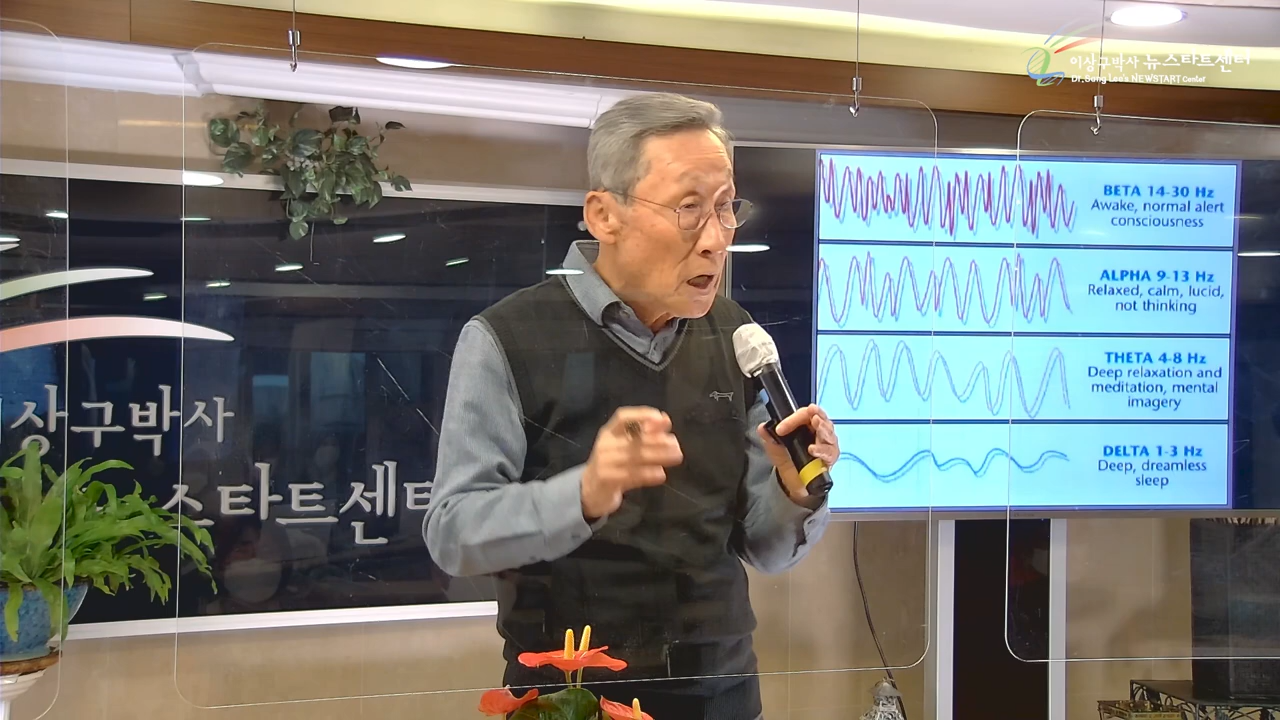 이상구박사 뉴스타트센터
Dr. Sang Lee's NEWSTART Center
BETA 14-30 Hz
Awake, normal alert
consciousness
ALPHA 9-13 Hz
Relaxed, calm, lucid,
not thinking
THETA 4-8 Hz
Deep relaxation and
meditation, mental
imagery
DELTA 1-3 Hz
Deep, dreamless
sleep
이상구박사
스타트센터